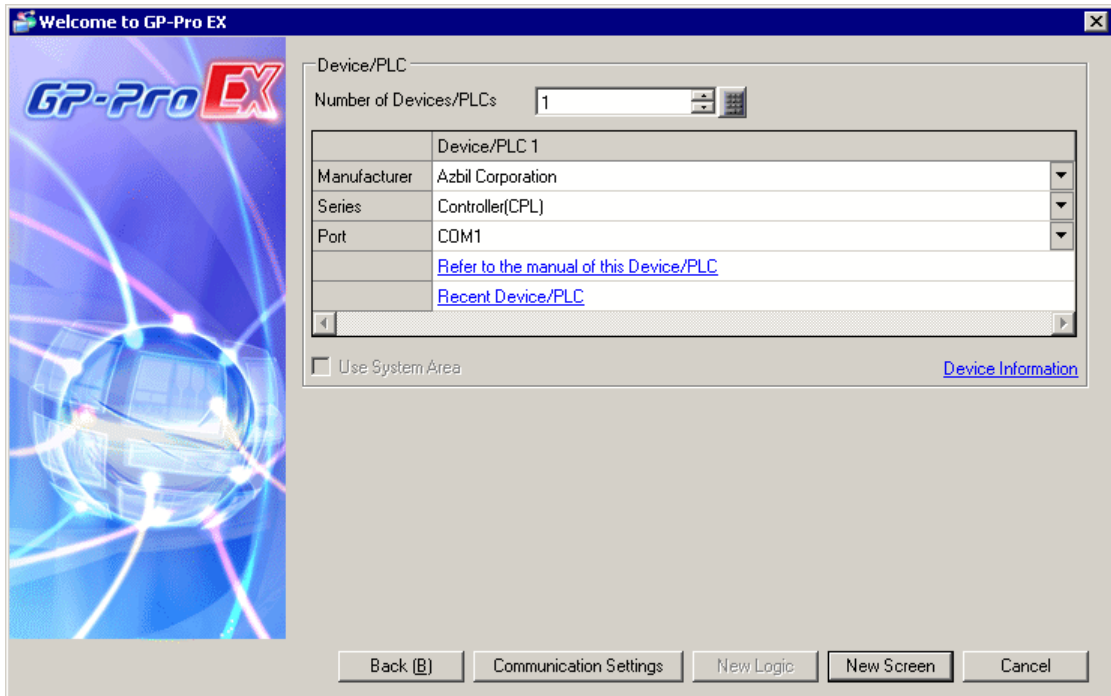 Welcome to GP-Pro EX
GP-Pro EX
Device/PLC
Number of Devices/PLCs 1
Device/PLC 1
Manufacturer Azbil Corporation
Series Controller(CPL)
Port COM1
Refer to the manual of this Device/PLC
Recent Device/PLC
Use System Area Device Information
Back (B) Communication Settings New Logic New Screen Cancel